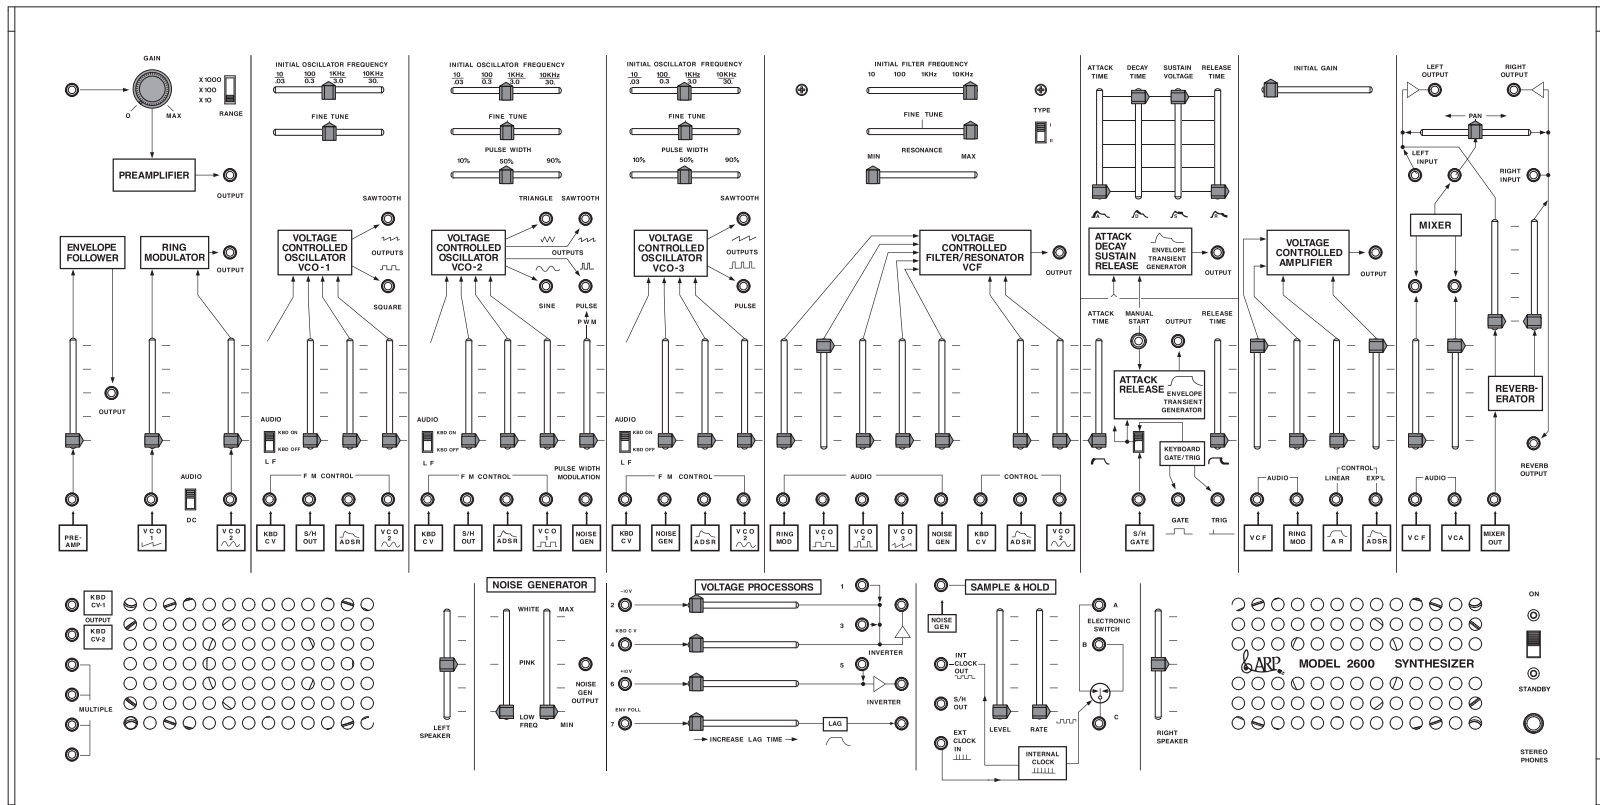 GAIN
X 1000
X 100
X 10
O MAX RANGE
PREAMPLIFIER
OUTPUT
ENVELOPE
FOLLOWER
RING
MODULATOR
OUTPUT
OUTPUT
AUDIO
DC
PRE-
AMP
VCO
1
VCO
2
INITIAL OSCILLATOR FREQUENCY
10 100 1KHz 10KHz
.03 0.3 3.0 30.
FINE TUNE
SAWTOOTH
VOLTAGE
CONTROLLED
OSCILLATOR
VCO-1
OUTPUTS
SQUARE
AUDIO
KBD ON
KBD OFF
LF
FM CONTROL
KBD
CV
S/H
OUT
ADSR
VCO
2
INITIAL OSCILLATOR FREQUENCY
10 100 1KHz 10KHz
.03 0.3 3.0 30.
FINE TUNE
PULSE WIDTH
10% 50% 90%
TRIANGLE SAWTOOTH
VOLTAGE
CONTROLLED
OSCILLATOR
VCO-2
OUTPUTS
SINE PULSE
PWM
AUDIO
KBD ON
KBD OFF
LF
FM CONTROL
PULSE WIDTH
MODULATION
KBD
CV
S/H
OUT
ADSR
VCO
1
NOISE
GEN
INITIAL OSCILLATOR FREQUENCY
10 100 1KHz 10KHz
.03 0.3 3.0 30.
FINE TUNE
PULSE WIDTH
10% 50% 90%
SAWTOOTH
VOLTAGE
CONTROLLED
OSCILLATOR
VCO-3
OUTPUTS
PULSE
AUDIO
KBD ON
KBD OFF
LF
FM CONTROL
KBD
CV
NOISE
GEN
ADSR
VCO
2
INITIAL FILTER FREQUENCY
10 100 1KHz 10KHz
FINE TUNE
RESONANCE
MIN MAX
TYPE
I
II
VOLTAGE
CONTROLLED
FILTER/RESONATOR
VCF
OUTPUT
AUDIO
CONTROL
RING
MOD
VCO
1
VCO
2
VCO
3
NOISE
GEN
KBD
CV
ADSR
VCO
2
ATTACK
TIME
DECAY
TIME
SUSTAIN
VOLTAGE
RELEASE
TIME
ATTACK
DECAY
SUSTAIN
RELEASE
ENVELOPE
TRANSIENT
GENERATOR
OUTPUT
ATTACK
TIME
MANUAL
START
OUTPUT
RELEASE
TIME
ATTACK
RELEASE
ENVELOPE
TRANSIENT
GENERATOR
KEYBOARD
GATE/TRIG
S/H
GATE
GATE
TRIG
INITIAL GAIN
VOLTAGE
CONTROLLED
AMPLIFIER
OUTPUT
AUDIO
CONTROL
LINEAR EXP'L
VCF
RING
MOD
AR
ADSR
LEFT
OUTPUT
RIGHT
OUTPUT
PAN
LEFT
INPUT
RIGHT
INPUT
MIXER
REVERB-
ERATOR
REVERB
OUTPUT
AUDIO
VCF
VCA
MIXER
OUT
KBD
CV-1
OUTPUT
KBD
CV-2
MULTIPLE
LEFT
SPEAKER
NOISE GENERATOR
WHITE MAX
PINK
LOW
FREQ
MIN
NOISE
GEN
OUTPUT
VOLTAGE PROCESSORS
1
2 -10V
3
4 KBD CV
INVERTER
5
6 +10V
INVERTER
7 ENV FOLL
LAG
INCREASE LAG TIME
SAMPLE & HOLD
NOISE
GEN
INT
CLOCK
OUT
S/H
OUT
EXT
CLOCK
IN
LEVEL RATE
INTERNAL
CLOCK
A
ELECTRONIC
SWITCH
B
C
RIGHT
SPEAKER
ARP MODEL 2600 SYNTHESIZER
ON
STANDBY
STEREO
PHONES